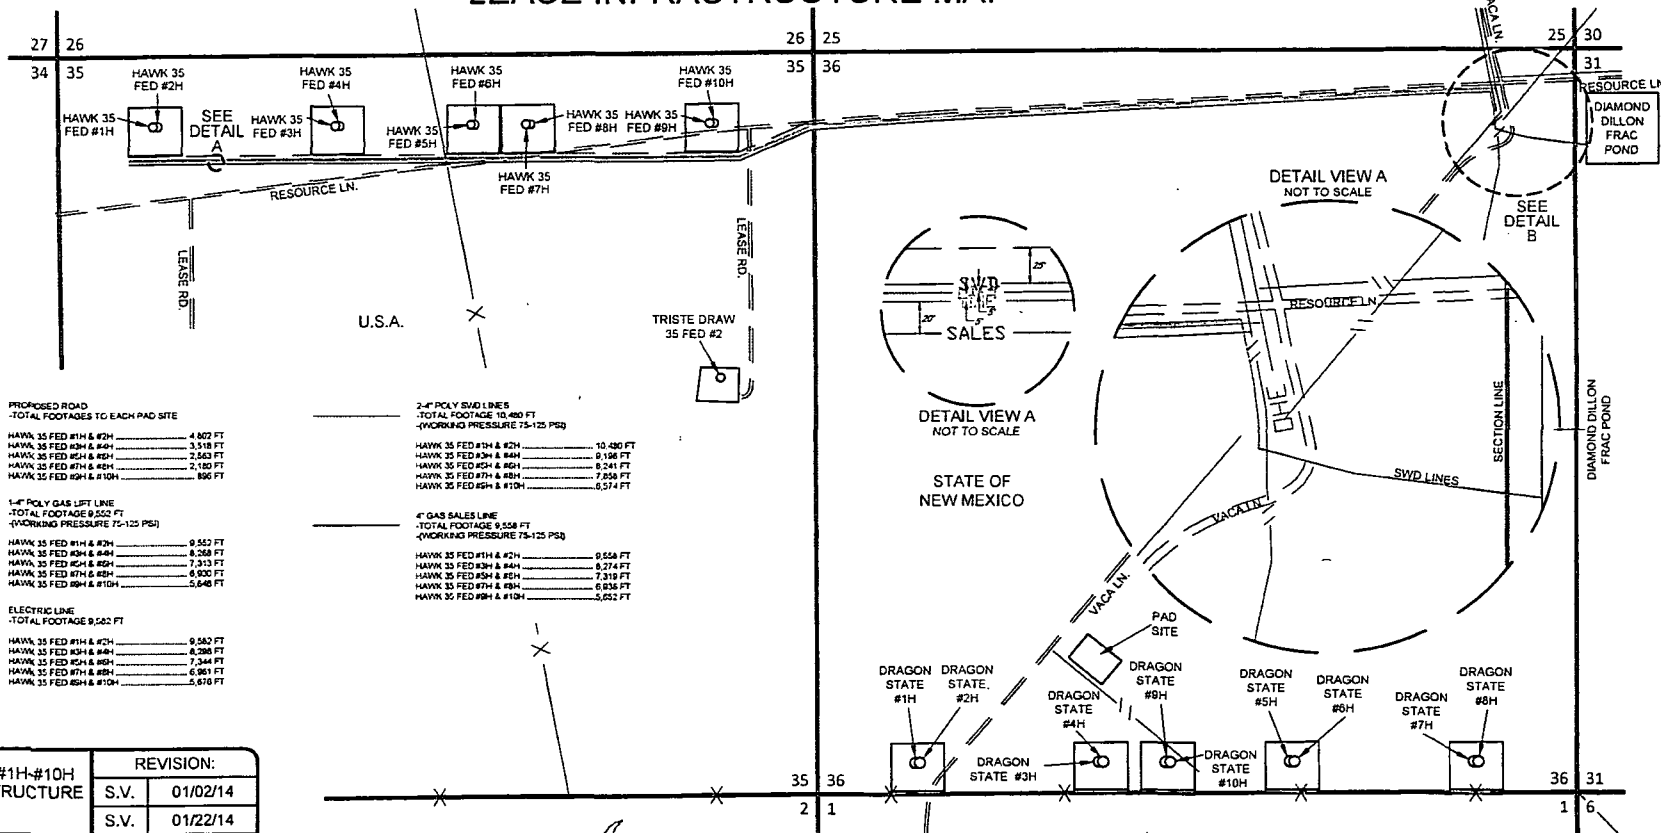 LEASE INFRASTRUCTURE MAP
27 26
34 35
26 25
35 36
25 30
31
VACA LN.
RESOURCE LN
HAWK 35
FED #2H
HAWK 35
FED #4H
HAWK 35
FED #6H
HAWK 35
FED #10H
HAWK 35
FED #1H
SEE
DETAIL
A
HAWK 35
FED #3H
HAWK 35
FED #5H
HAWK 35
FED #8H
HAWK 35
FED #9H
HAWK 35
FED #7H
DIAMOND
DILLON
FRAC
POND
RESOURCE LN.
LEASE RD.
LEASE RD.
DETAIL VIEW A
NOT TO SCALE
SEE
DETAIL
B
U.S.A.
TRISTE DRAW
35 FED #2
25'
SWD
5'
5'
20'
SALES
DETAIL VIEW A
NOT TO SCALE
STATE OF
NEW MEXICO
RESOURCE LN.
OHE
SECTION LINE
SWD LINES
VACA LN.
DIAMOND DILLON
FRAC POND
PROPOSED ROAD
-TOTAL FOOTAGES TO EACH PAD SITE
HAWK 35 FED #1H & #2H 4,802 FT
HAWK 35 FED #3H & #4H 3,518 FT
HAWK 35 FED #5H & #6H 2,563 FT
HAWK 35 FED #7H & #8H 2,180 FT
HAWK 35 FED #9H & #10H 896 FT
1-4" POLY GAS LIFT LINE
-TOTAL FOOTAGE 9,552 FT
-(WORKING PRESSURE 75-125 PSI)
HAWK 35 FED #1H & #2H 9,552 FT
HAWK 35 FED #3H & #4H 8,268 FT
HAWK 35 FED #5H & #6H 7,313 FT
HAWK 35 FED #7H & #8H 6,930 FT
HAWK 35 FED #9H & #10H 5,646 FT
ELECTRIC LINE
-TOTAL FOOTAGE 9,582 FT
HAWK 35 FED #1H & #2H 9,582 FT
HAWK 35 FED #3H & #4H 8,298 FT
HAWK 35 FED #5H & #6H 7,344 FT
HAWK 35 FED #7H & #8H 6,961 FT
HAWK 35 FED #9H & #10H 5,676 FT
2-4" POLY SWD LINES
-TOTAL FOOTAGE 10,480 FT
-(WORKING PRESSURE 75-125 PSI)
HAWK 35 FED #1H & #2H 10,480 FT
HAWK 35 FED #3H & #4H 9,196 FT
HAWK 35 FED #5H & #6H 8,241 FT
HAWK 35 FED #7H & #8H 7,858 FT
HAWK 35 FED #9H & #10H 6,574 FT
4" GAS SALES LINE
-TOTAL FOOTAGE 9,558 FT
-(WORKING PRESSURE 75-125 PSI)
HAWK 35 FED #1H & #2H 9,558 FT
HAWK 35 FED #3H & #4H 8,274 FT
HAWK 35 FED #5H & #6H 7,319 FT
HAWK 35 FED #7H & #8H 6,936 FT
HAWK 35 FED #9H & #10H 5,652 FT
VACA LN.
PAD
SITE
DRAGON
STATE
#1H
DRAGON
STATE
#2H
DRAGON
STATE
#4H
DRAGON
STATE
#9H
DRAGON
STATE
#5H
DRAGON
STATE
#6H
DRAGON
STATE
#7H
DRAGON
STATE
#8H
DRAGON
STATE #3H
DRAGON
STATE
#10H
35 36
2 1
36 31
1 6
#1H-#10H
TRUCTURE
REVISION:
S.V. 01/02/14
S.V. 01/22/14